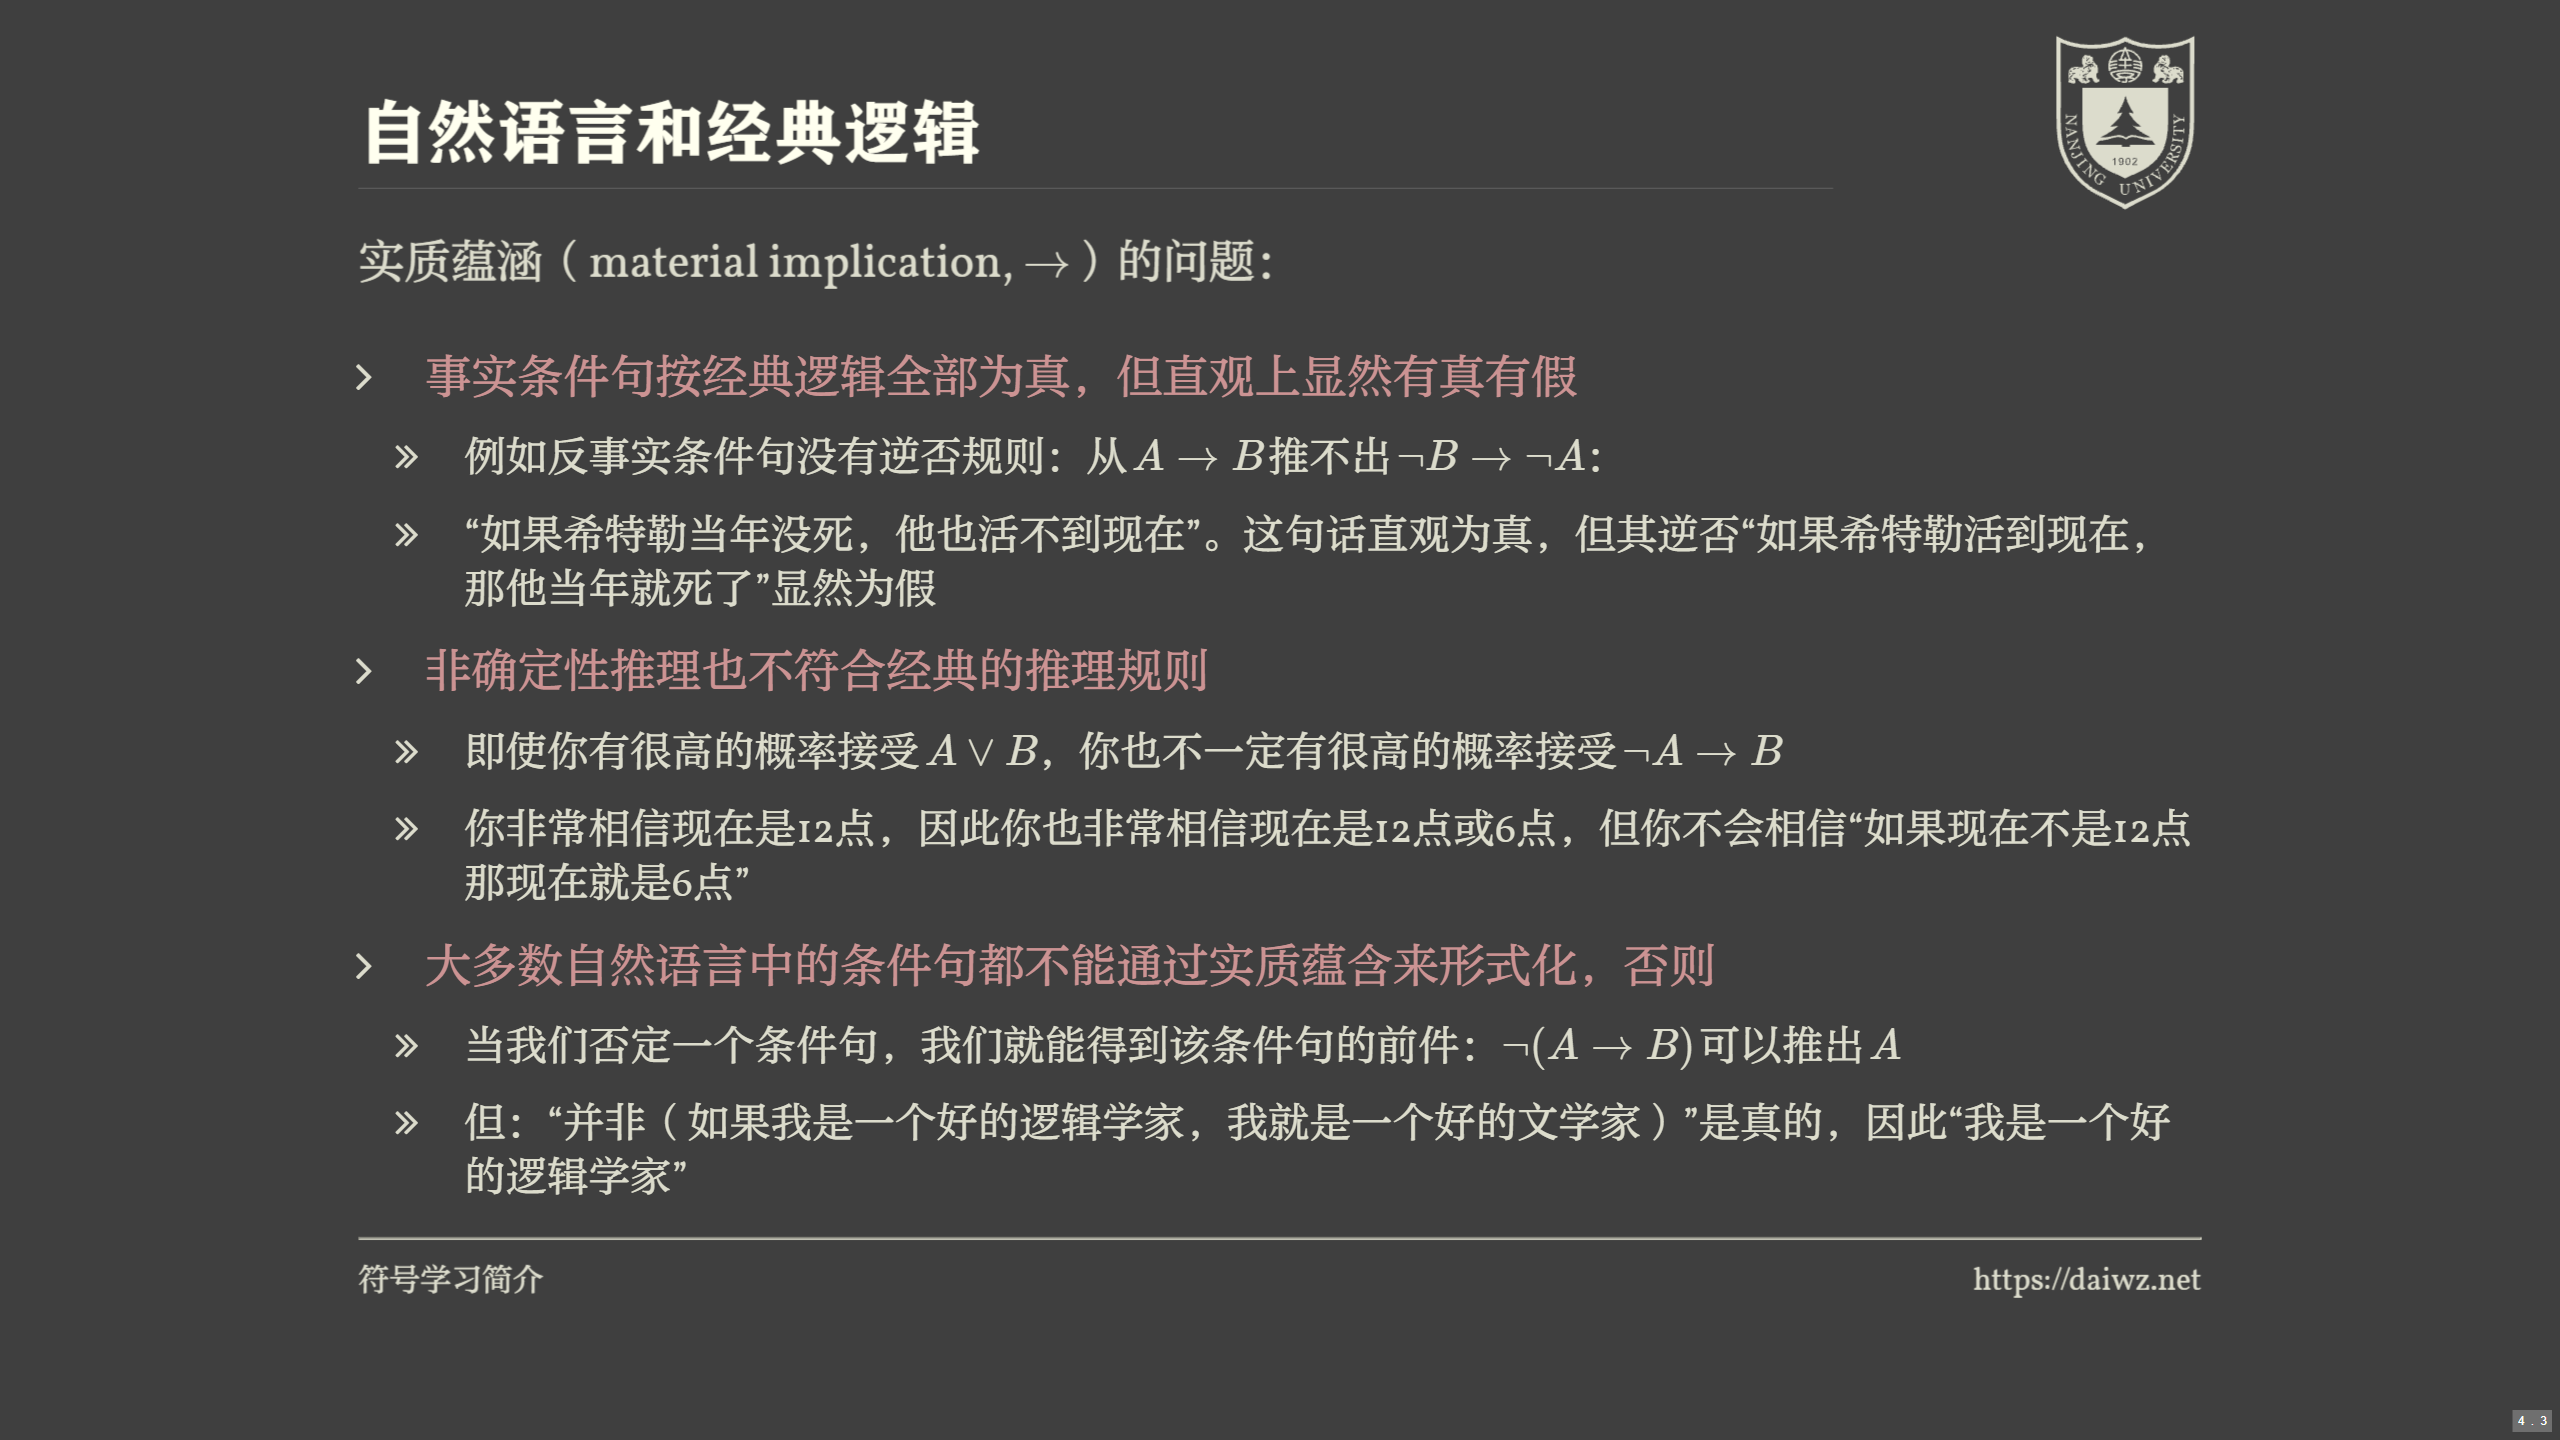 自然语言和经典逻辑
NANJING UNIVERSITY
1902
实质蕴涵（material implication, →）的问题：
事实条件句按经典逻辑全部为真，但直观上显然有真有假
例如反事实条件句没有逆否规则：从A → B推不出¬B → ¬A：
“如果希特勒当年没死，他也活不到现在”。这句话直观为真，但其逆否“如果希特勒活到现在，
那他当年就死了”显然为假
非确定性推理也不符合经典的推理规则
即使你有很高的概率接受A ∨ B，你也不一定有很高的概率接受¬A → B
你非常相信现在是12点，因此你也非常相信现在是12点或6点，但你不会相信“如果现在不是12点
那现在就是6点”
大多数自然语言中的条件句都不能通过实质蕴含来形式化，否则
当我们否定一个条件句，我们就能得到该条件句的前件：¬(A → B)可以推出A
但：“并非（如果我是一个好的逻辑学家，我就是一个好的文学家）”是真的，因此“我是一个好
的逻辑学家”
符号学习简介
https://daiwz.net
4.3